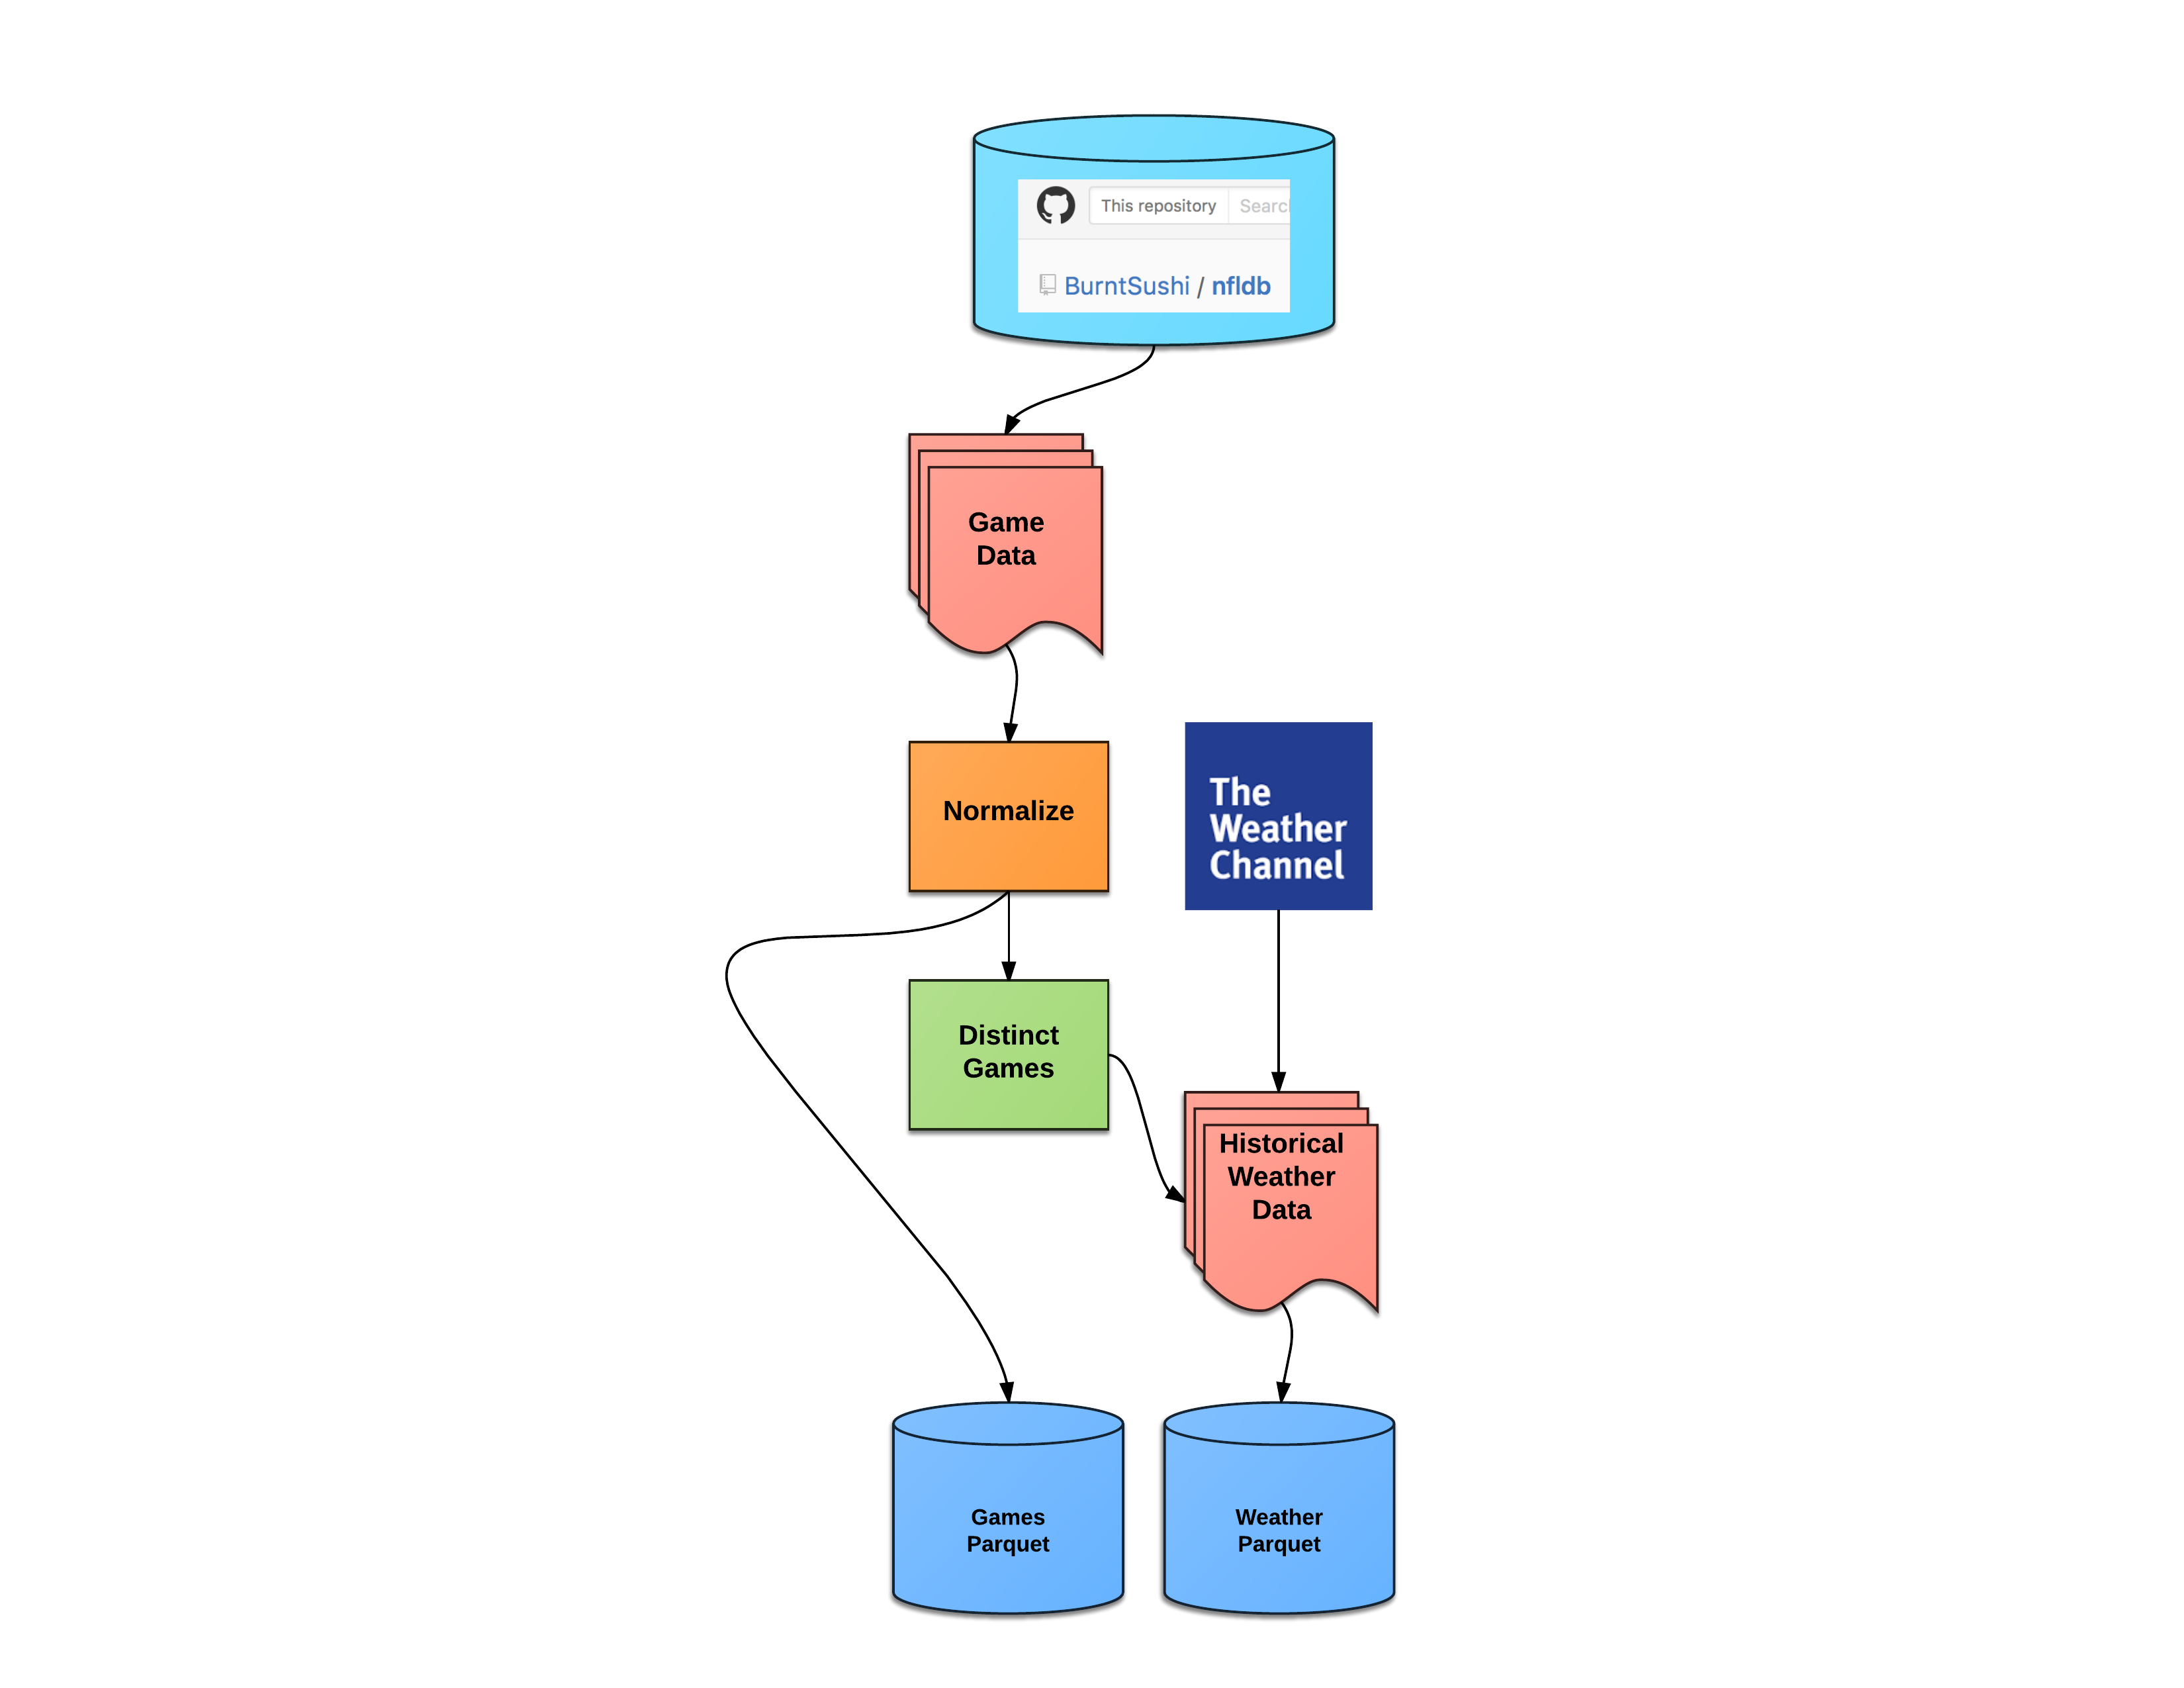 This repository Searc
BurntSushi / nfldb
Game
Data
Normalize
The
Weather
Channel
Distinct
Games
Historical
Weather
Data
Games
Parquet
Weather
Parquet